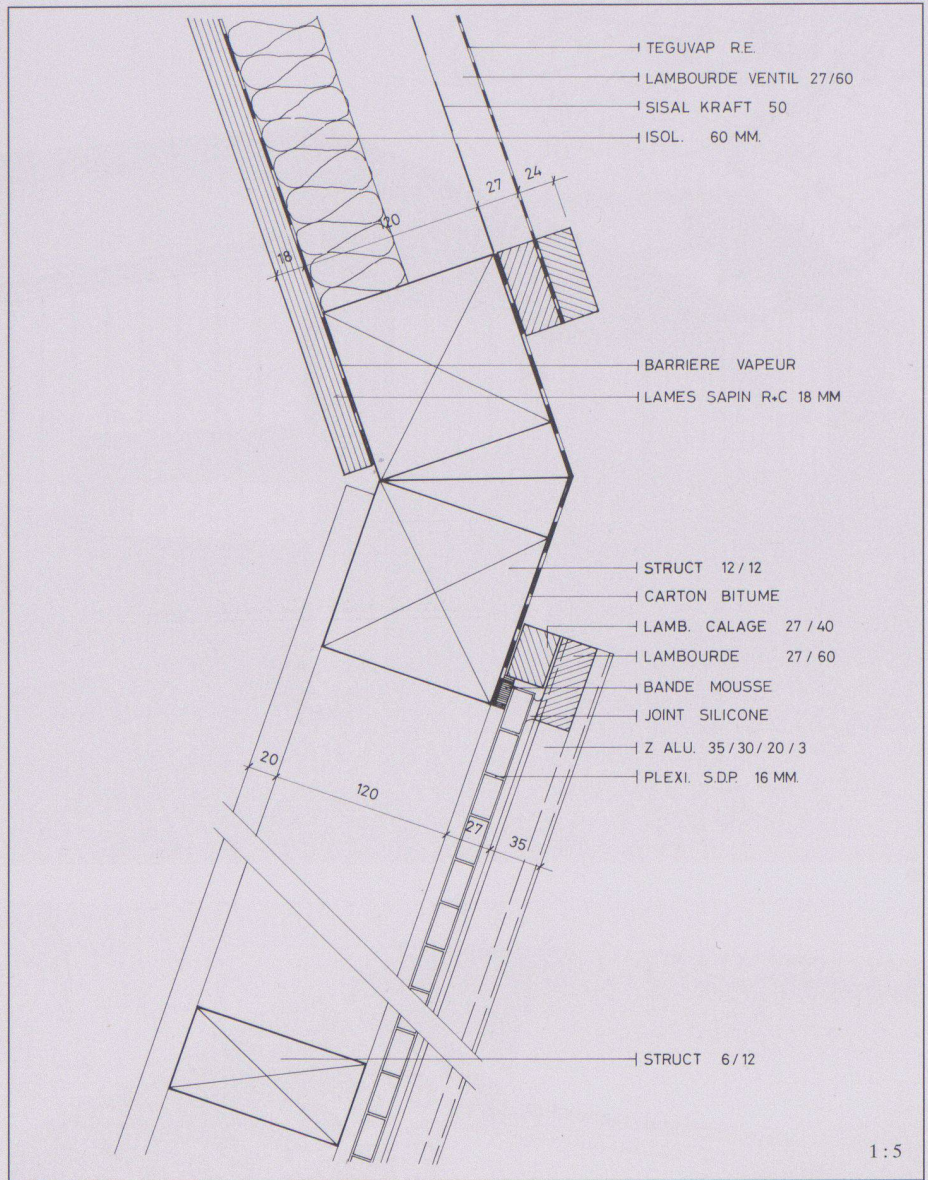 TEGUVAP R.E.
LAMBOURDE VENTIL 27/60
SISAL KRAFT 50
ISOL. 60 MM.
24
27
120
18
BARRIERE VAPEUR
LAMES SAPIN R+C 18 MM
STRUCT 12/12
CARTON BITUME
LAMB. CALAGE 27/40
LAMBOURDE 27/60
BANDE MOUSSE
JOINT SILICONE
Z ALU. 35/30/20/3
PLEXI. S.D.P. 16 MM.
20
120
27
35
STRUCT 6/12
1:5